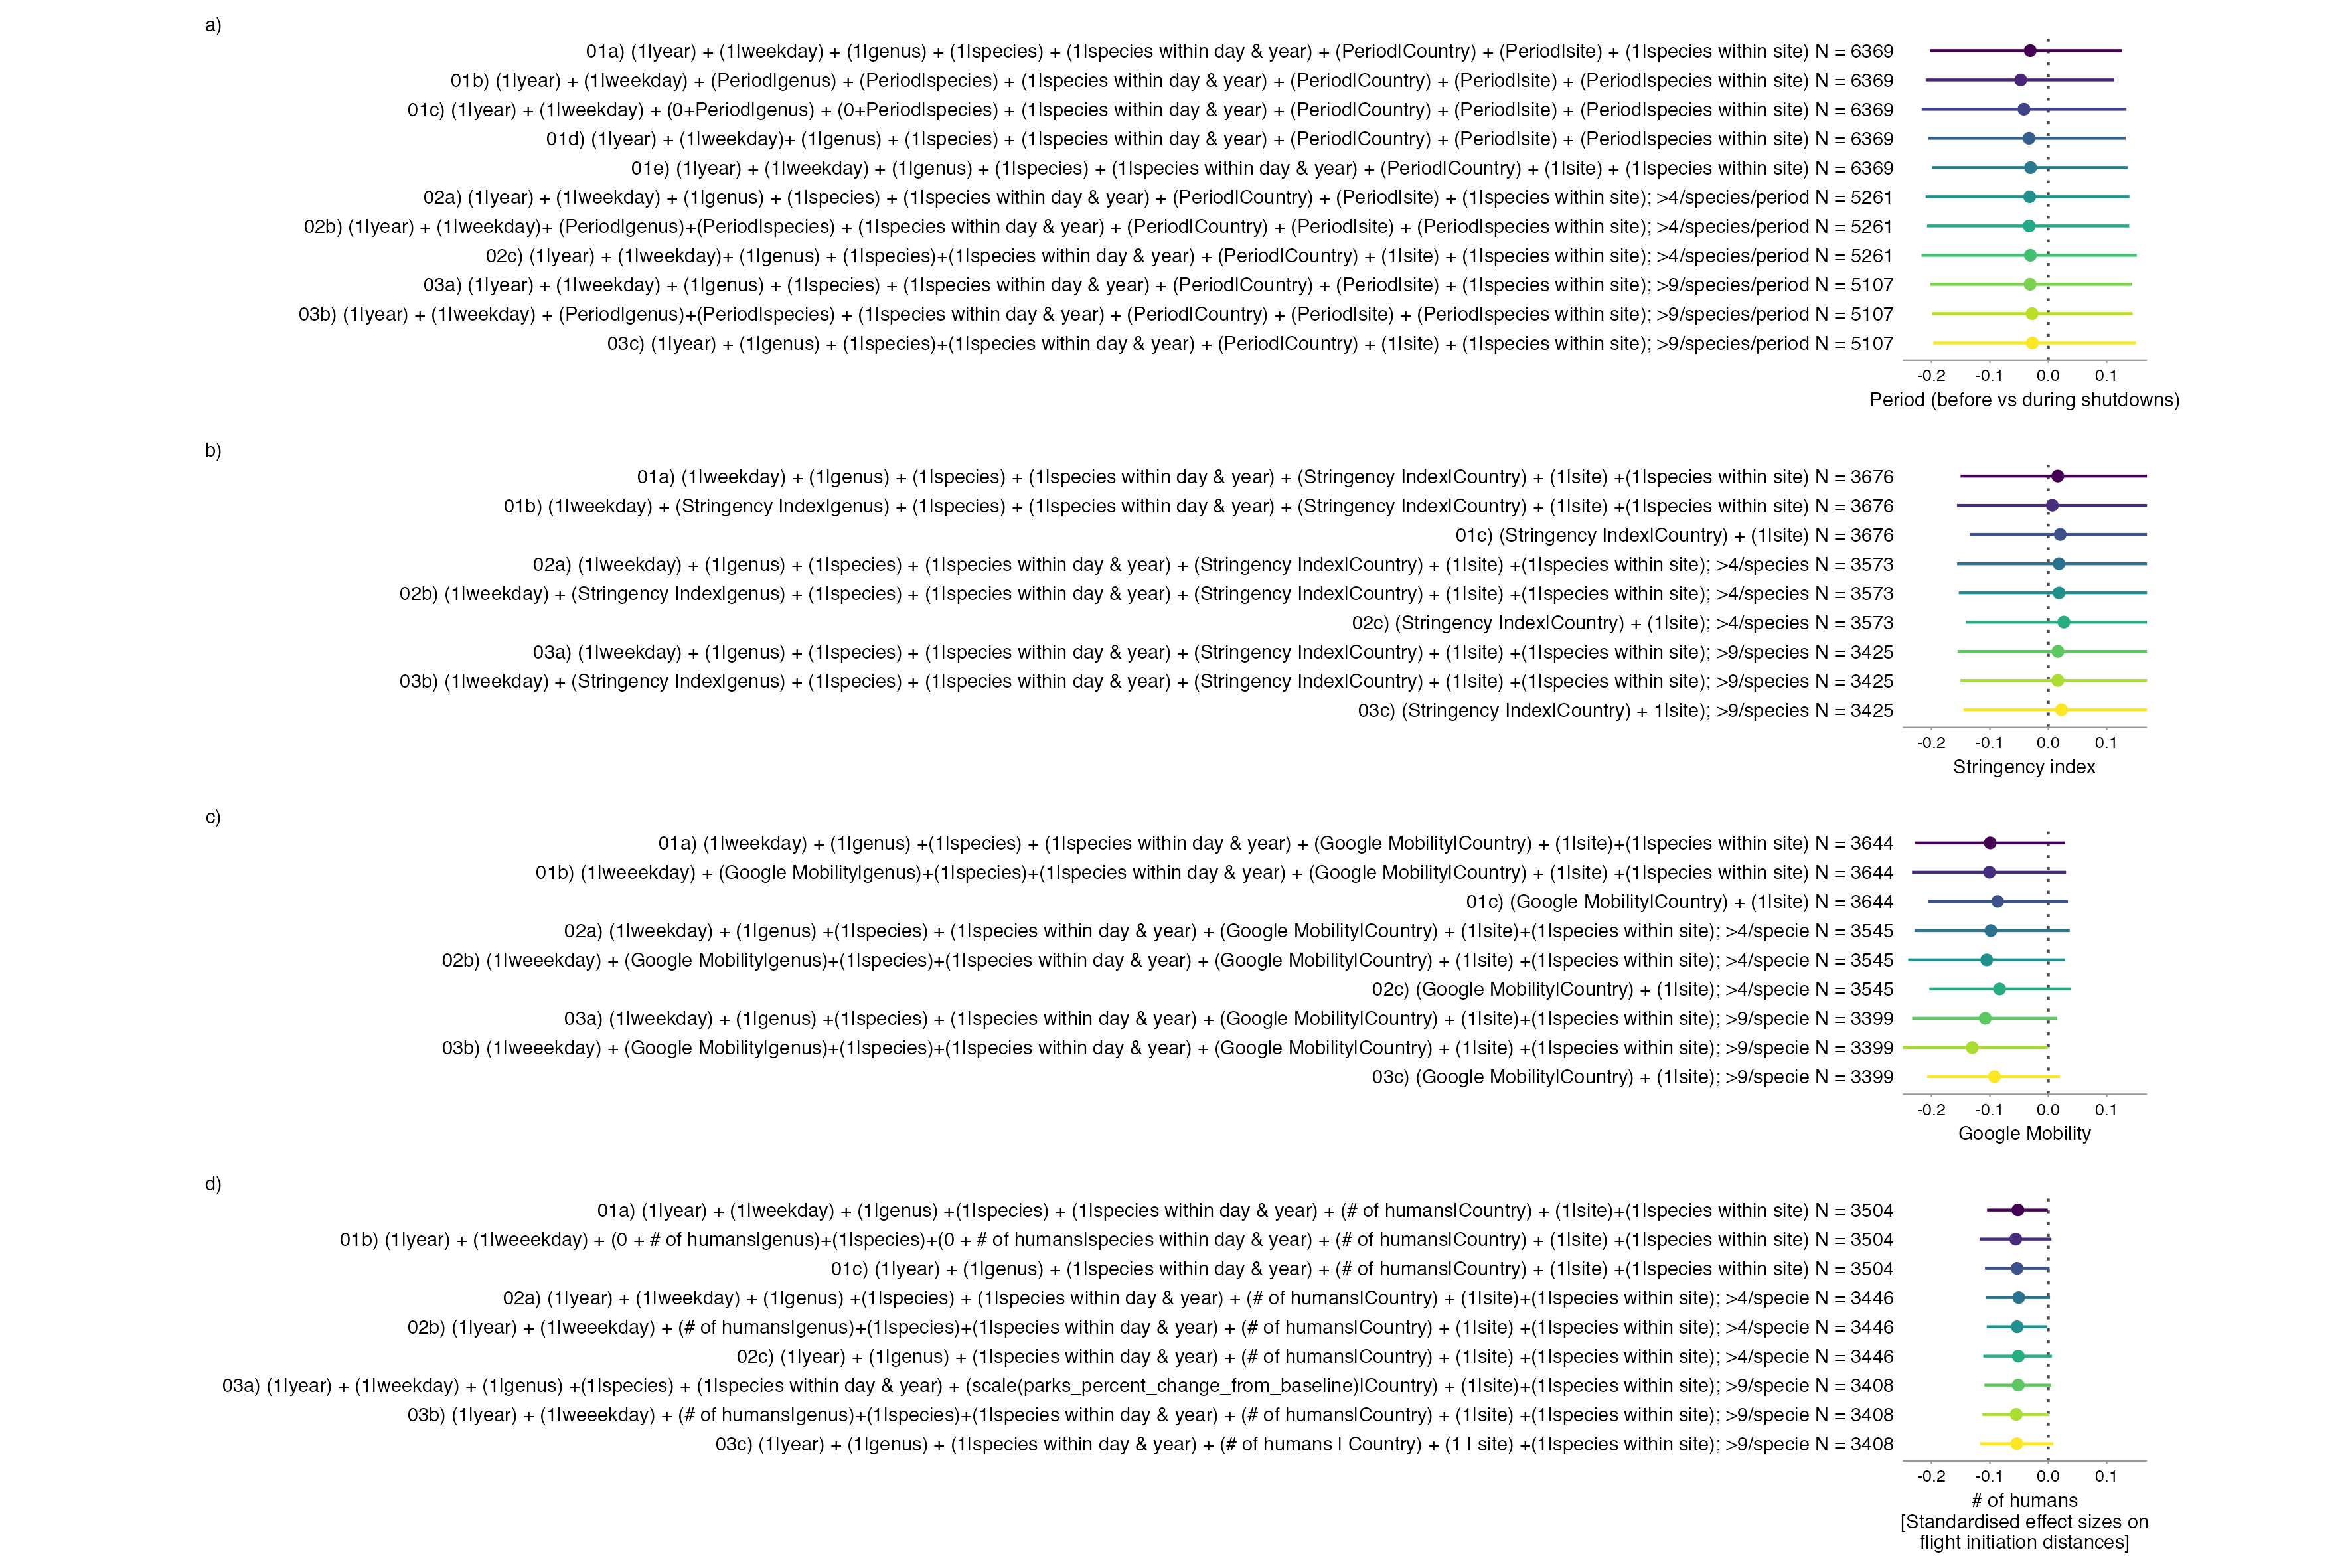 a)
01a) (1|year) + (1|weekday) + (1|genus) + (1|species) + (1|species within day & year) + (Period|Country) + (Period|site) + (1|species within site) N = 6369
01b) (1|year) + (1|weekday) + (Period|genus) + (Period|species) + (1|species within day & year) + (Period|Country) + (Period|site) + (Period|species within site) N = 6369
01c) (1|year) + (1|weekday) + (0+Period|genus) + (0+Period|species) + (1|species within day & year) + (Period|Country) + (Period|site) + (Period|species within site) N = 6369
01d) (1|year) + (1|weekday)+ (1|genus) + (1|species) + (1|species within day & year) + (Period|Country) + (Period|site) + (Period|species within site) N = 6369
01e) (1|year) + (1|weekday) + (1|genus) + (1|species) + (1|species within day & year) + (Period|Country) + (1|site) + (1|species within site) N = 6369
02a) (1|year) + (1|weekday) + (1|genus) + (1|species) + (1|species within day & year) + (Period|Country) + (Period|site) + (1|species within site); >4/species/period N = 5261
02b) (1|year) + (1|weekday)+ (Period|genus)+(Period|species) + (1|species within day & year) + (Period|Country) + (Period|site) + (Period|species within site); >4/species/period N = 5261
02c) (1|year) + (1|weekday)+ (1|genus) + (1|species)+(1|species within day & year) + (Period|Country) + (1|site) + (1|species within site); >4/species/period N = 5261
03a) (1|year) + (1|weekday) + (1|genus) + (1|species) + (1|species within day & year) + (Period|Country) + (Period|site) + (1|species within site); >9/species/period N = 5107
03b) (1|year) + (1|weekday) + (Period|genus)+(Period|species) + (1|species within day & year) + (Period|Country) + (Period|site) + (Period|species within site); >9/species/period N = 5107
03c) (1|year) + (1|genus) + (1|species)+(1|species within day & year) + (Period|Country) + (1|site) + (1|species within site); >9/species/period N = 5107
-0.2 -0.1 0.0 0.1
Period (before vs during shutdowns)
b)
01a) (1|weekday) + (1|genus) + (1|species) + (1|species within day & year) + (Stringency Index|Country) + (1|site) +(1|species within site) N = 3676
01b) (1|weekday) + (Stringency Index|genus) + (1|species) + (1|species within day & year) + (Stringency Index|Country) + (1|site) +(1|species within site) N = 3676
01c) (Stringency Index|Country) + (1|site) N = 3676
02a) (1|weekday) + (1|genus) + (1|species) + (1|species within day & year) + (Stringency Index|Country) + (1|site) +(1|species within site); >4/species N = 3573
02b) (1|weekday) + (Stringency Index|genus) + (1|species) + (1|species within day & year) + (Stringency Index|Country) + (1|site) +(1|species within site); >4/species N = 3573
02c) (Stringency Index|Country) + (1|site); >4/species N = 3573
03a) (1|weekday) + (1|genus) + (1|species) + (1|species within day & year) + (Stringency Index|Country) + (1|site) +(1|species within site); >9/species N = 3425
03b) (1|weekday) + (Stringency Index|genus) + (1|species) + (1|species within day & year) + (Stringency Index|Country) + (1|site) +(1|species within site); >9/species N = 3425
03c) (Stringency Index|Country) + 1|site); >9/species N = 3425
-0.2 -0.1 0.0 0.1
Stringency index
c)
01a) (1|weekday) + (1|genus) +(1|species) + (1|species within day & year) + (Google Mobility|Country) + (1|site)+(1|species within site) N = 3644
01b) (1|weeekday) + (Google Mobility|genus)+(1|species)+(1|species within day & year) + (Google Mobility|Country) + (1|site) +(1|species within site) N = 3644
01c) (Google Mobility|Country) + (1|site) N = 3644
02a) (1|weekday) + (1|genus) +(1|species) + (1|species within day & year) + (Google Mobility|Country) + (1|site)+(1|species within site); >4/specie N = 3545
02b) (1|weeekday) + (Google Mobility|genus)+(1|species)+(1|species within day & year) + (Google Mobility|Country) + (1|site) +(1|species within site); >4/specie N = 3545
02c) (Google Mobility|Country) + (1|site); >4/specie N = 3545
03a) (1|weekday) + (1|genus) +(1|species) + (1|species within day & year) + (Google Mobility|Country) + (1|site)+(1|species within site); >9/specie N = 3399
03b) (1|weeekday) + (Google Mobility|genus)+(1|species)+(1|species within day & year) + (Google Mobility|Country) + (1|site) +(1|species within site); >9/specie N = 3399
03c) (Google Mobility|Country) + (1|site); >9/specie N = 3399
-0.2 -0.1 0.0 0.1
Google Mobility
d)
01a) (1|year) + (1|weekday) + (1|genus) +(1|species) + (1|species within day & year) + (# of humans|Country) + (1|site)+(1|species within site) N = 3504
01b) (1|year) + (1|weeekday) + (0 + # of humans|genus)+(1|species)+(0 + # of humans|species within day & year) + (# of humans|Country) + (1|site) +(1|species within site) N = 3504
01c) (1|year) + (1|genus) + (1|species within day & year) + (# of humans|Country) + (1|site) +(1|species within site) N = 3504
02a) (1|year) + (1|weekday) + (1|genus) +(1|species) + (1|species within day & year) + (# of humans|Country) + (1|site)+(1|species within site); >4/specie N = 3446
02b) (1|year) + (1|weeekday) + (# of humans|genus)+(1|species)+(1|species within day & year) + (# of humans|Country) + (1|site) +(1|species within site); >4/specie N = 3446
02c) (1|year) + (1|genus) + (1|species within day & year) + (# of humans|Country) + (1|site) +(1|species within site); >4/specie N = 3446
03a) (1|year) + (1|weekday) + (1|genus) +(1|species) + (1|species within day & year) + (scale(parks_percent_change_from_baseline)|Country) + (1|site)+(1|species within site); >9/specie N = 3408
03b) (1|year) + (1|weeekday) + (# of humans|genus)+(1|species)+(1|species within day & year) + (# of humans|Country) + (1|site) +(1|species within site); >9/specie N = 3408
03c) (1|year) + (1|genus) + (1|species within day & year) + (# of humans | Country) + (1 | site) +(1|species within site); >9/specie N = 3408
-0.2 -0.1 0.0 0.1
# of humans
[Standardised effect sizes on
flight initiation distances]